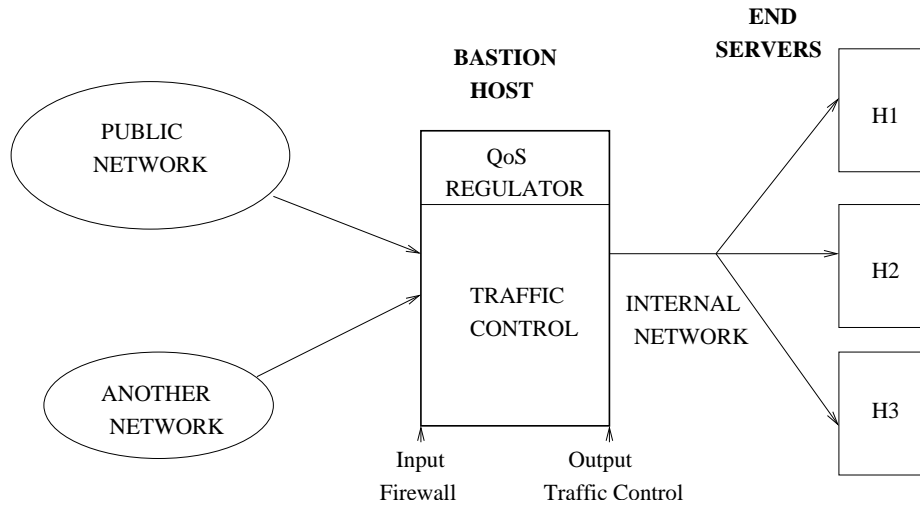 END
SERVERS
BASTION
HOST
PUBLIC
NETWORK
QoS
REGULATOR
H1
TRAFFIC
CONTROL
INTERNAL
NETWORK
H2
ANOTHER
NETWORK
H3
Input
Firewall
Output
Traffic Control